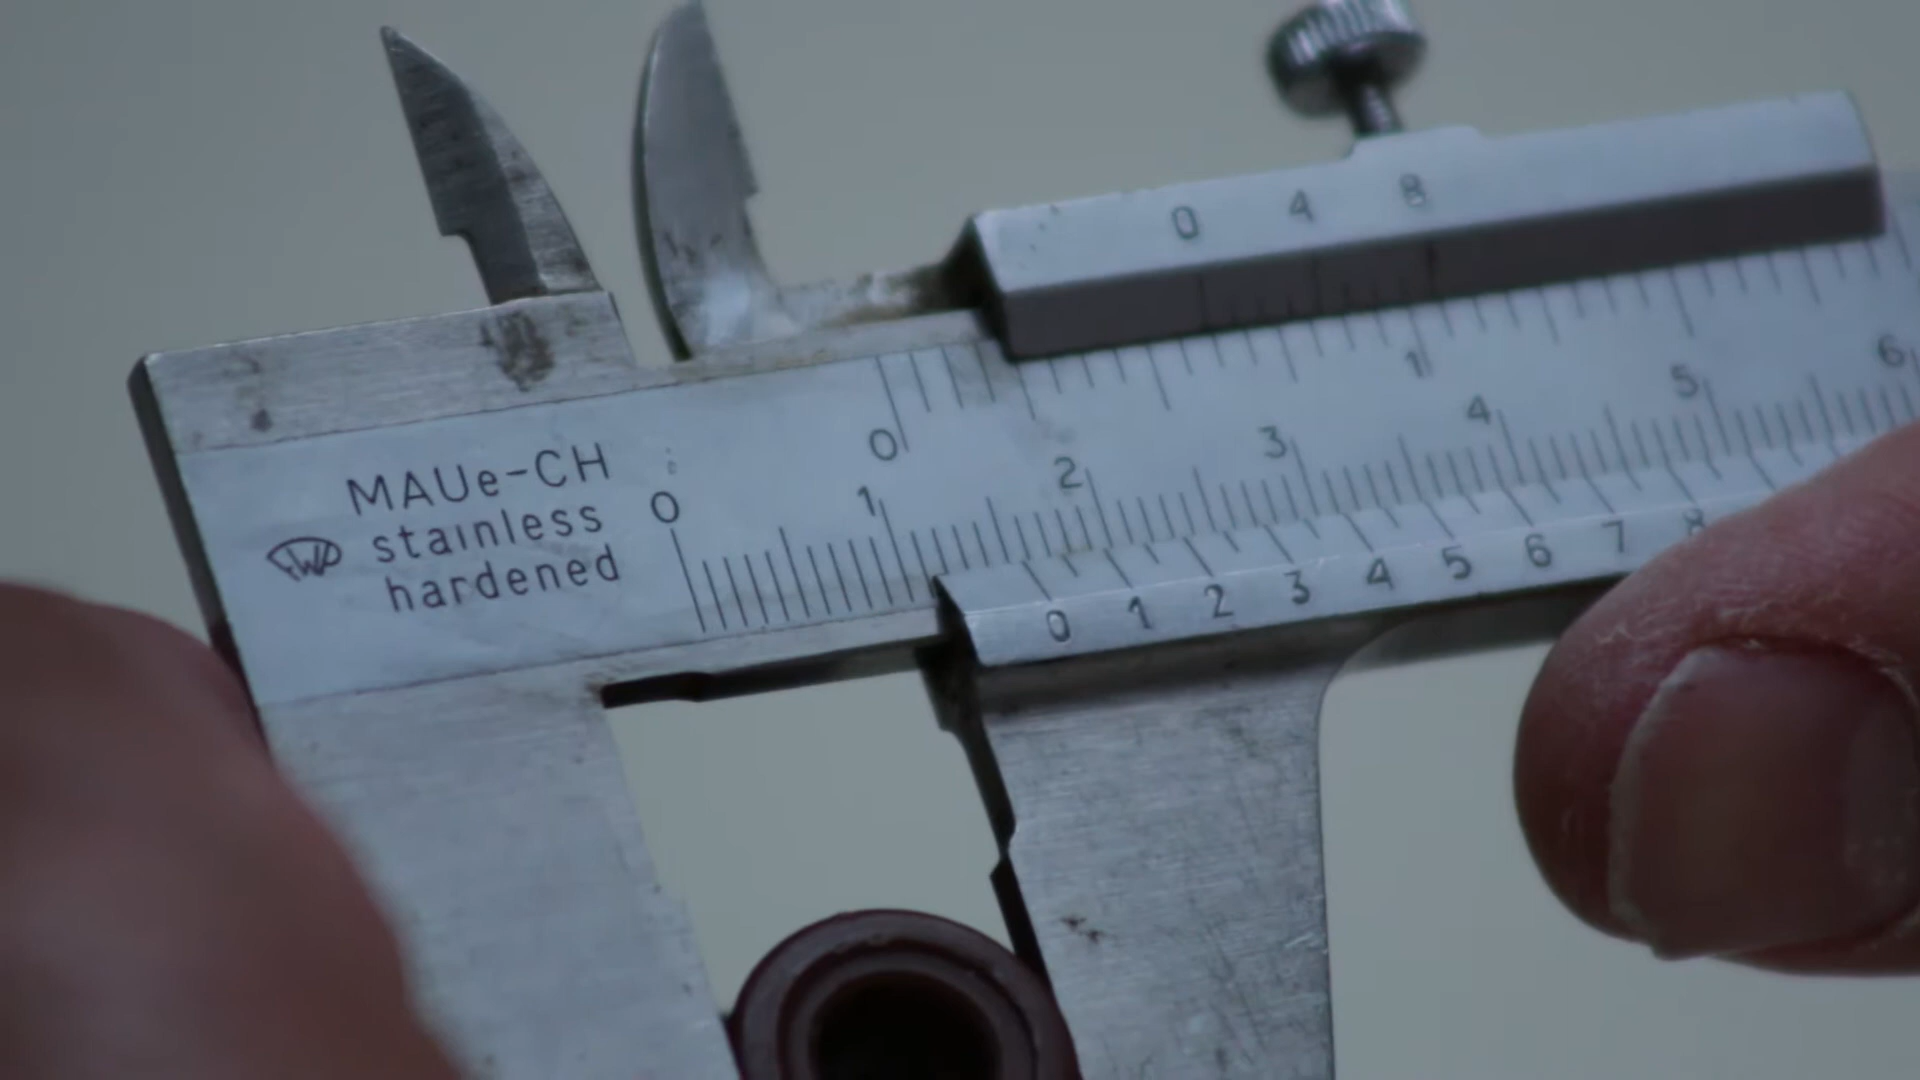 0 4 8
0 1
MAUe-CH
stainless
hardened
0 1 2 3 4 5 6
0 1 2 3 4 5 6 7 8